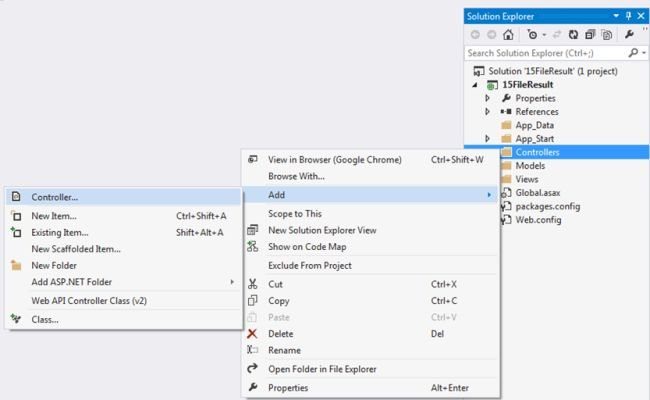 Solution Explorer
Search Solution Explorer (Ctrl+;)
Solution '15FileResult' (1 project)
15FileResult
Properties
References
App_Data
App_Start
Controllers
Models
Views
Global.asax
packages.config
Web.config
View in Browser (Google Chrome) Ctrl+Shift+W
Browse With...
Add
Scope to This
New Solution Explorer View
Show on Code Map
Exclude From Project
Cut Ctrl+X
Copy Ctrl+C
Paste Ctrl+V
Delete Del
Rename
Open Folder in File Explorer
Properties Alt+Enter
Controller...
New Item... Ctrl+Shift+A
Existing Item... Shift+Alt+A
New Scaffolded Item...
New Folder
Add ASP.NET Folder
Web API Controller Class (v2)
Class...